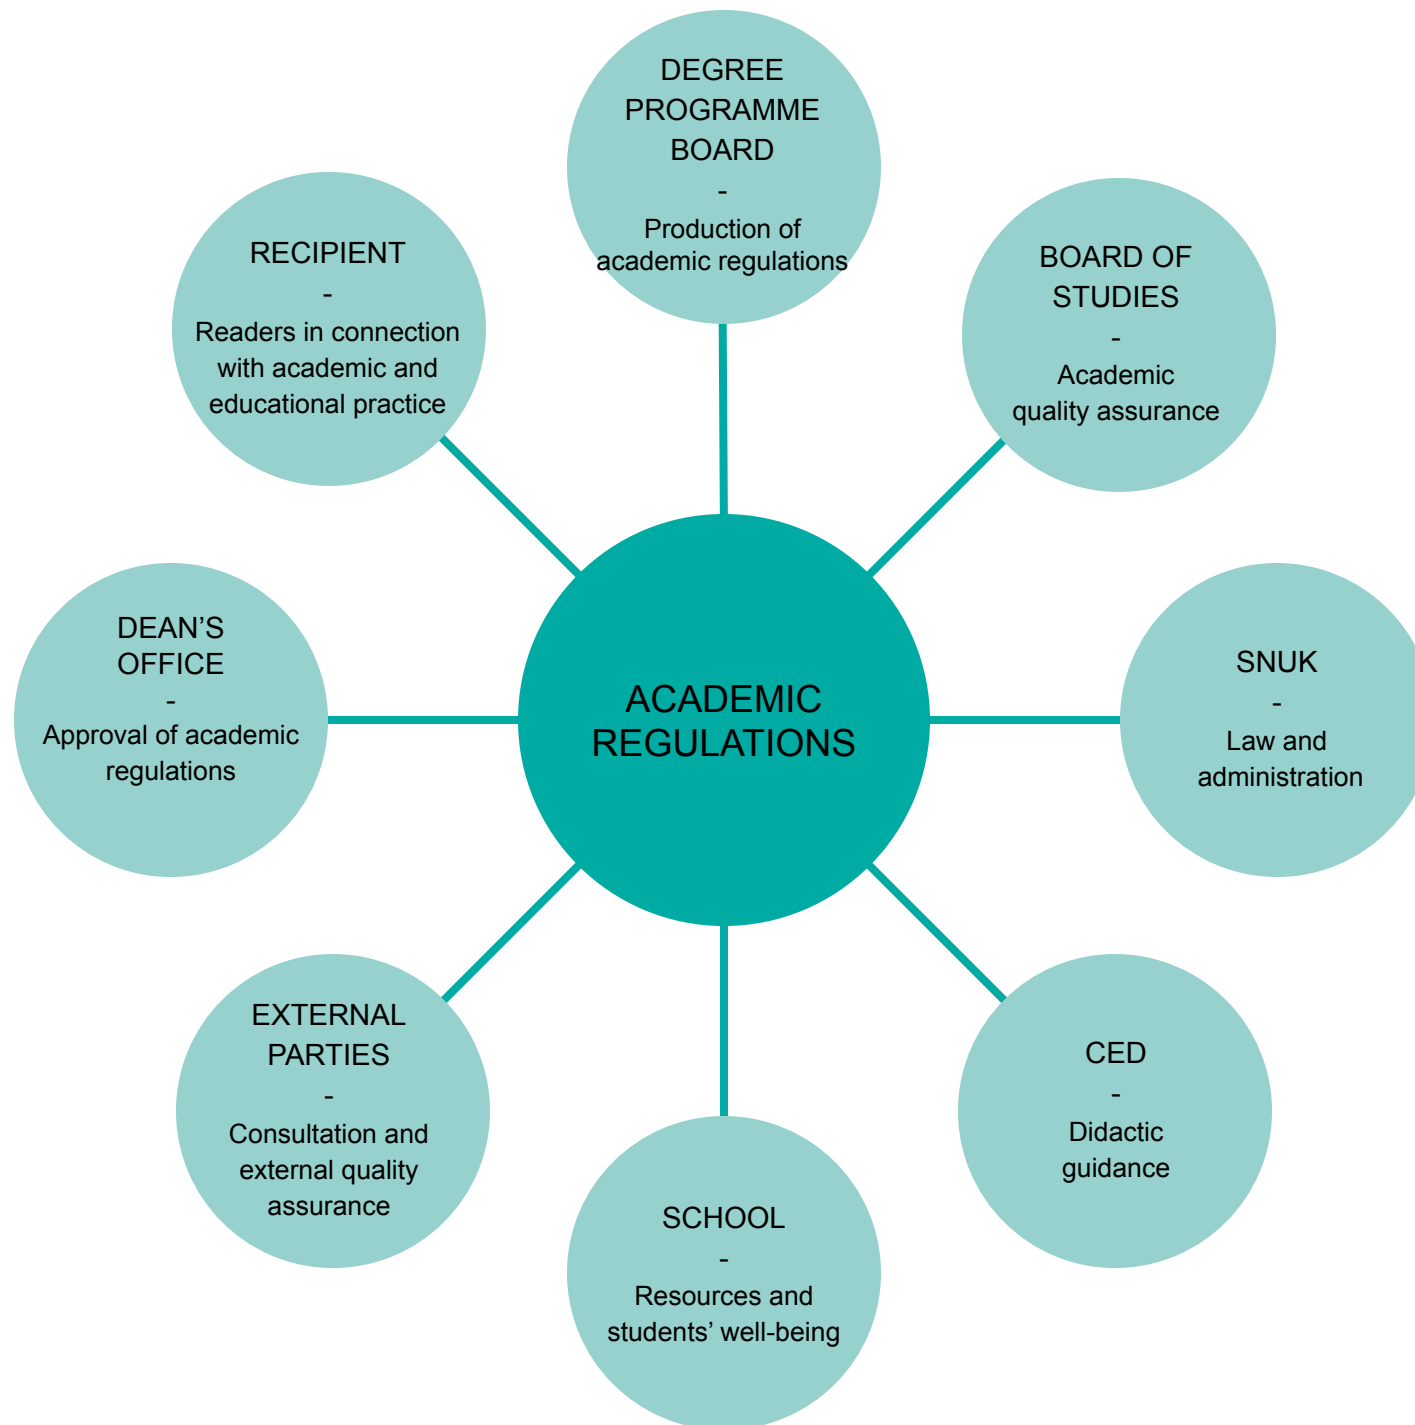 DEGREE
PROGRAMME
BOARD
-
Production of
academic regulations
BOARD OF
STUDIES
-
Academic
quality assurance
SNUK
-
Law and
administration
CED
-
Didactic
guidance
SCHOOL
-
Resources and
students’ well-being
EXTERNAL
PARTIES
-
Consultation and
external quality
assurance
DEAN’S
OFFICE
-
Approval of academic
regulations
RECIPIENT
-
Readers in connection
with academic and
educational practice
ACADEMIC
REGULATIONS